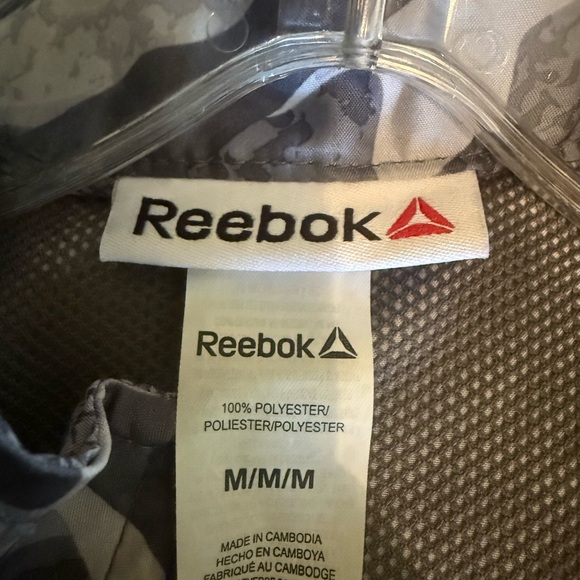 Reebok
Reebok
100% POLYESTER/
POLIESTER/POLYESTER
M/M/M
MADE IN CAMBODIA
HECHO EN CAMBOYA
FABRIQUÉ AU CAMBODGE